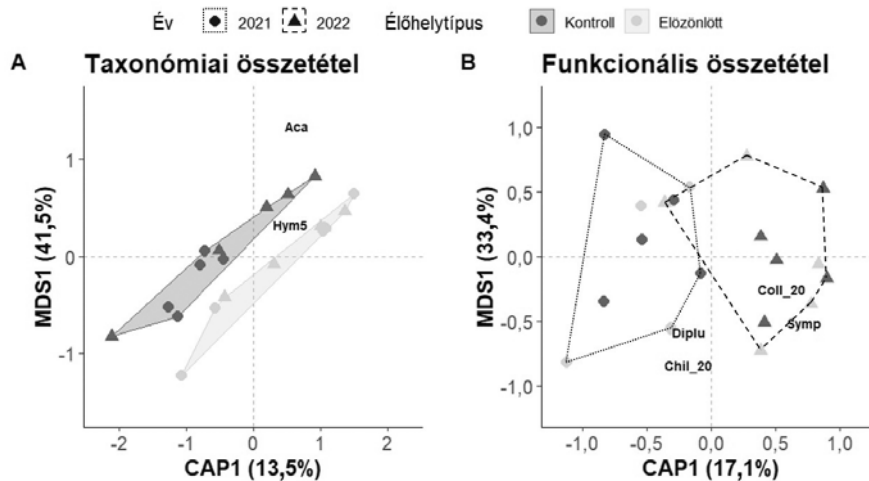 Év 2021 2022 Élőhelytípus Kontroll Elözönlött
A Taxonómiai összetétel
B Funkcionális összetétel
Aca
1
Hym5
0
-1
MDS1 (41,5%)
-2 -1 0 1 2
CAP1 (13,5%)
1,0
0,5
0,0
-0,5
-1,0
MDS1 (33,4%)
Coll_20
Symp
Diplu
Chil_20
-1,0 -0,5 0,0 0,5 1,0
CAP1 (17,1%)